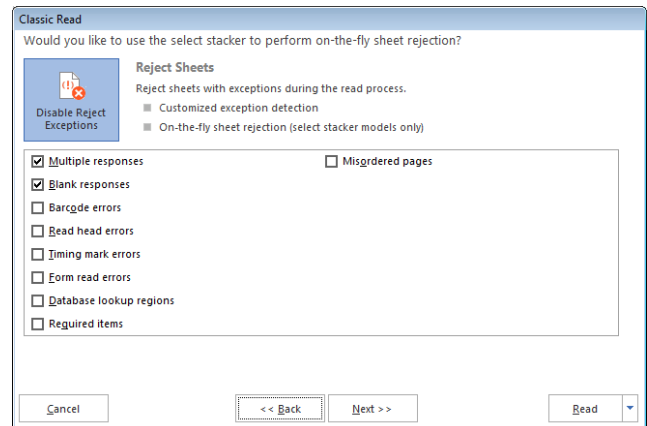 Classic Read
Would you like to use the select stacker to perform on-the-fly sheet rejection?
Disable Reject
Exceptions
Reject Sheets
Reject sheets with exceptions during the read process.
Customized exception detection
On-the-fly sheet rejection (select stacker models only)
Multiple responses
Misordered pages
Blank responses
Barcode errors
Read head errors
Timing mark errors
Form read errors
Database lookup regions
Required items
Cancel
<< Back
Next >>
Read